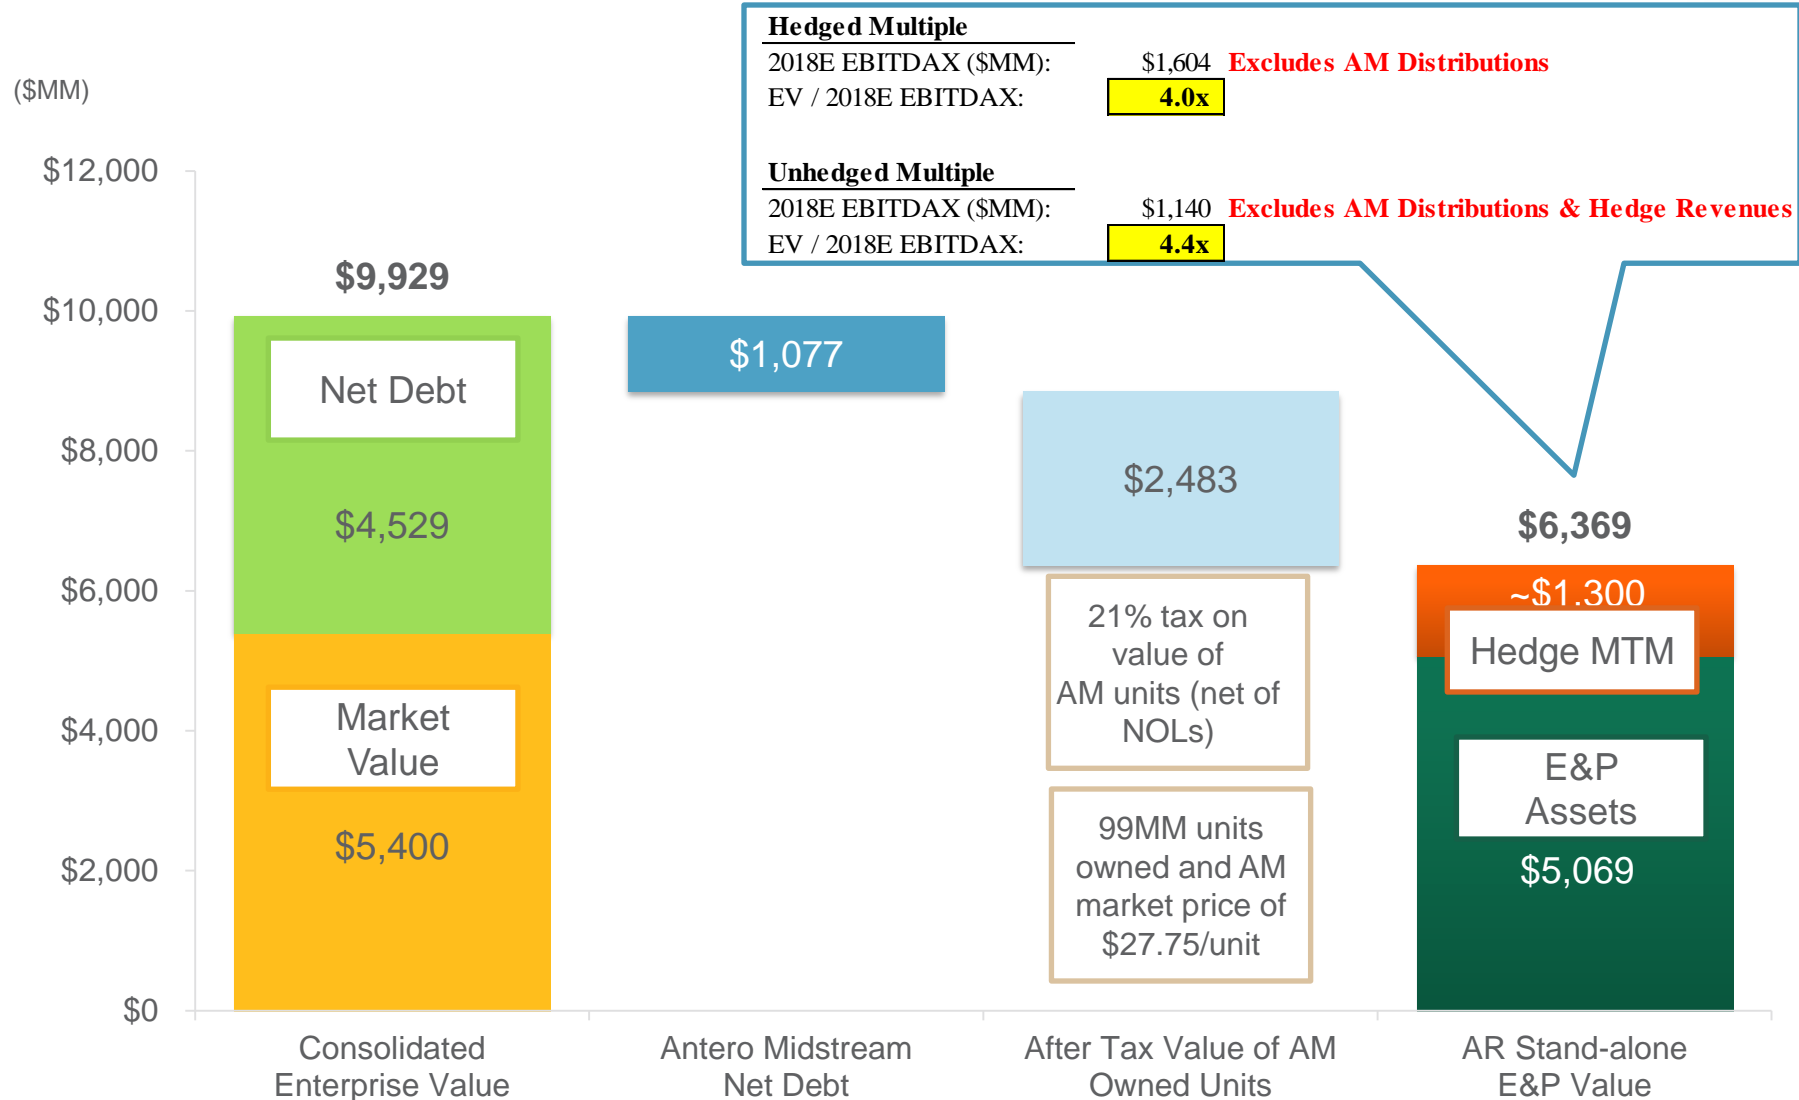 Hedged Multiple
2018E EBITDAX ($MM): $1,604 Excludes AM Distributions
EV / 2018E EBITDAX: 4.0x
Unhedged Multiple
2018E EBITDAX ($MM): $1,140 Excludes AM Distributions & Hedge Revenues
EV / 2018E EBITDAX: 4.4x
($MM)
$12,000
$10,000
$8,000
$6,000
$4,000
$2,000
$0
$9,929
Net Debt
$4,529
Market
Value
$5,400
$1,077
$2,483
21% tax on
value of
AM units (net of
NOLs)
99MM units
owned and AM
market price of
$27.75/unit
$6,369
~$1.300
Hedge MTM
E&P
Assets
$5,069
Consolidated
Enterprise Value
Antero Midstream
Net Debt
After Tax Value of AM
Owned Units
AR Stand-alone
E&P Value